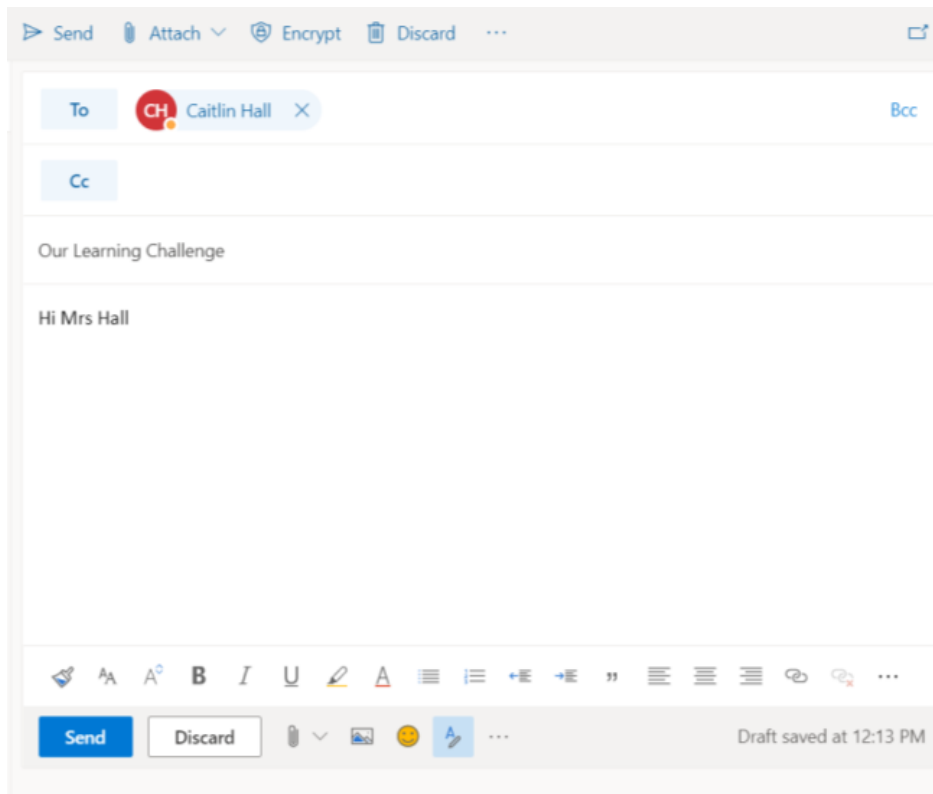 Send Attach Encrypt Discard ...
To CH Caitlin Hall Bcc
Cc
Our Learning Challenge
Hi Mrs Hall
B I U A ...
Send Discard ... Draft saved at 12:13 PM